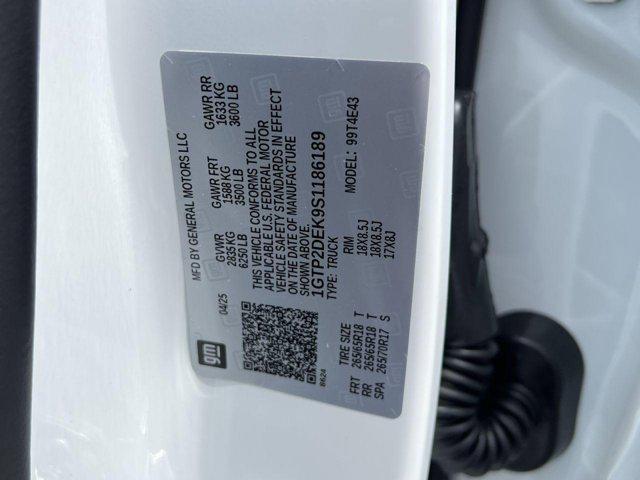 MFD BY GENERAL MOTORS LLC
gm
04/25
GVWR
2835 KG
6250 LB
GAWR FRT
1588 KG
3500 LB
GAWR RR
1633 KG
3600 LB
THIS VEHICLE CONFORMS TO ALL
APPLICABLE U.S. FEDERAL MOTOR
VEHICLE SAFETY STANDARDS IN EFFECT
ON THE DATE OF MANUFACTURE
SHOWN ABOVE.
1GTP2DEK9S1186189
TYPE: TRUCK
MODEL: 99T4E43
8624
TIRE SIZE RIM
FRT 265/65R18 T 18X8.5J
RR 265/65R18 T 18X8.5J
SPA 265/70R17 S 17X8J